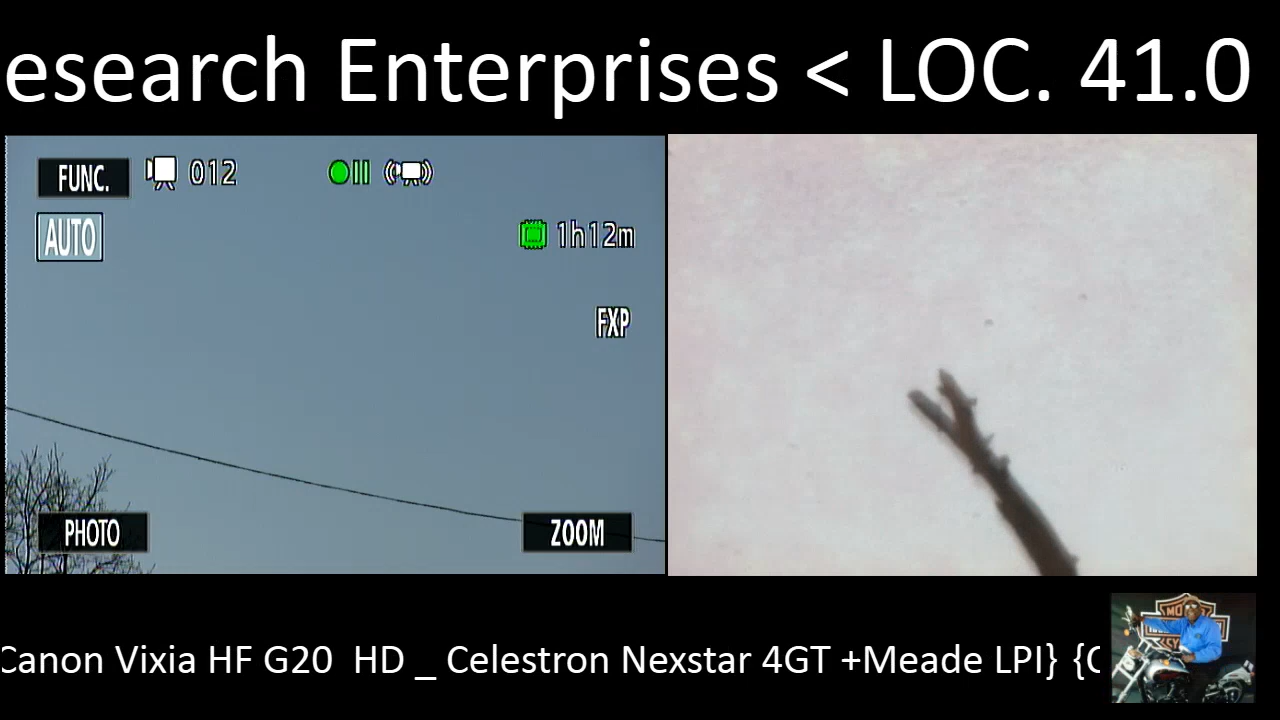 esearch Enterprises < LOC. 41.0
FUNC.
012
AUTO
1h12m
FXP
PHOTO
ZOOM
Canon Vixia HF G20 HD _ Celestron Nexstar 4GT +Meade LPI} {C